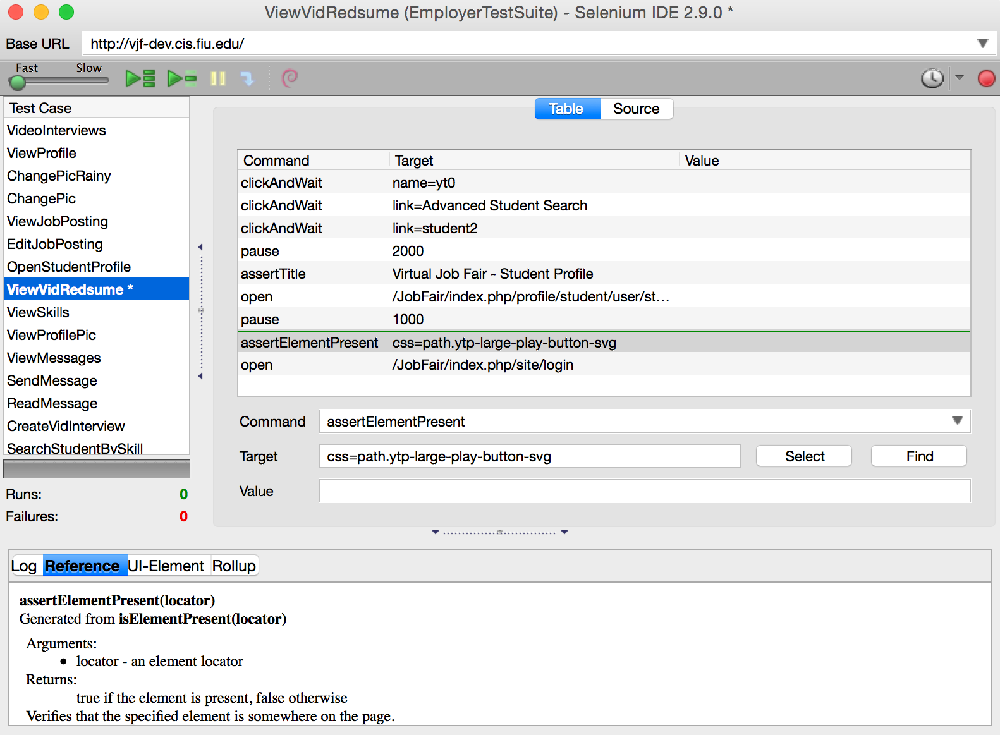 ViewVidRedsume (EmployerTestSuite) - Selenium IDE 2.9.0 *
Base URL http://vjf-dev.cis.fiu.edu/
Fast Slow
Test Case
VideoInterviews
ViewProfile
ChangePicRainy
ChangePic
ViewJobPosting
EditJobPosting
OpenStudentProfile
ViewVidRedsume *
ViewSkills
ViewProfilePic
ViewMessages
SendMessage
ReadMessage
CreateVidInterview
SearchStudentBySkill
Runs: 0
Failures: 0
Table Source
Command Target Value
clickAndWait name=yt0
clickAndWait link=Advanced Student Search
clickAndWait link=student2
pause 2000
assertTitle Virtual Job Fair - Student Profile
open /JobFair/index.php/profile/student/user/st...
pause 1000
assertElementPresent css=path.ytp-large-play-button-svg
open /JobFair/index.php/site/login
Command assertElementPresent
Target css=path.ytp-large-play-button-svg Select Find
Value
Log Reference UI-Element Rollup
assertElementPresent(locator)
Generated from isElementPresent(locator)
Arguments:
• locator - an element locator
Returns:
true if the element is present, false otherwise
Verifies that the specified element is somewhere on the page.